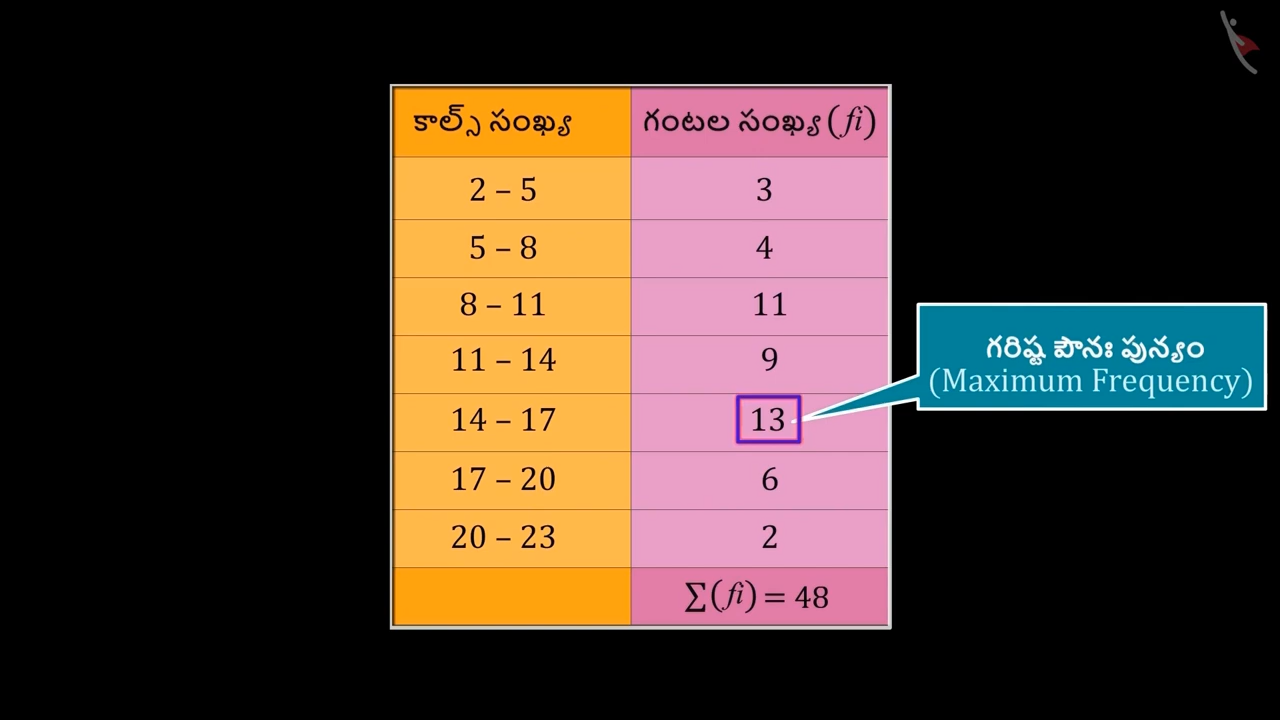 కాల్స్ సంఖ్య గంటల సంఖ్య (fi)
2 – 5 3
5 – 8 4
8 – 11 11
11 – 14 9
14 – 17 13
17 – 20 6
20 – 23 2
∑(fi) = 48
గరిష్ట పౌనః పున్యం
(Maximum Frequency)